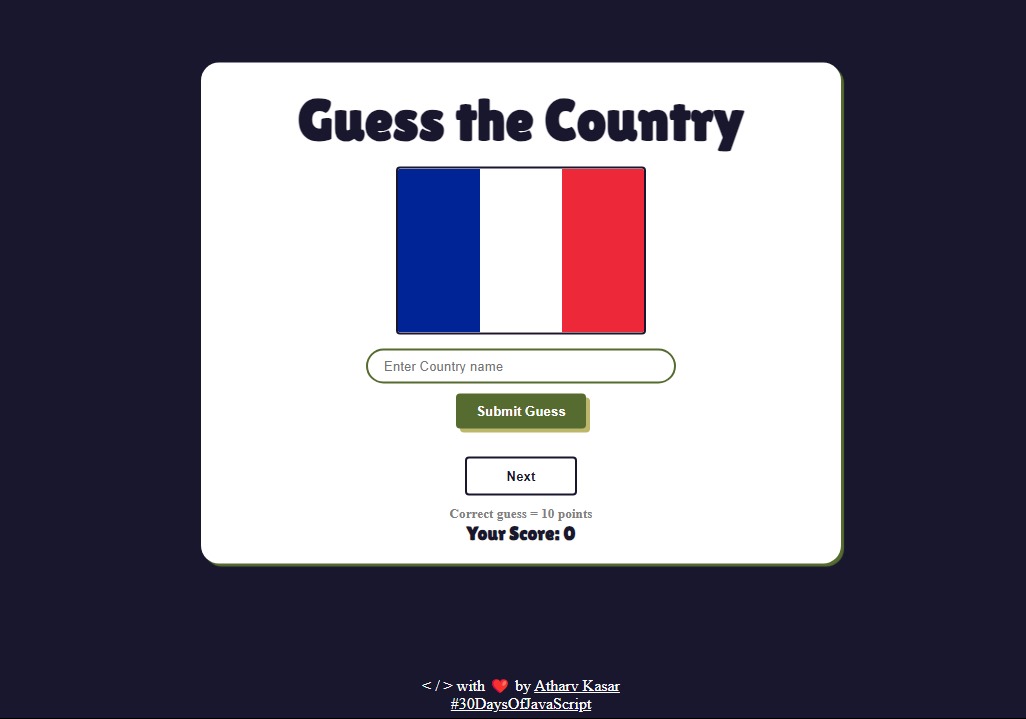 Guess the Country
Enter Country name
Submit Guess
Next
Correct guess = 10 points
Your Score: 0
< / > with ❤️ by Atharv Kasar
#30DaysOfJavaScript